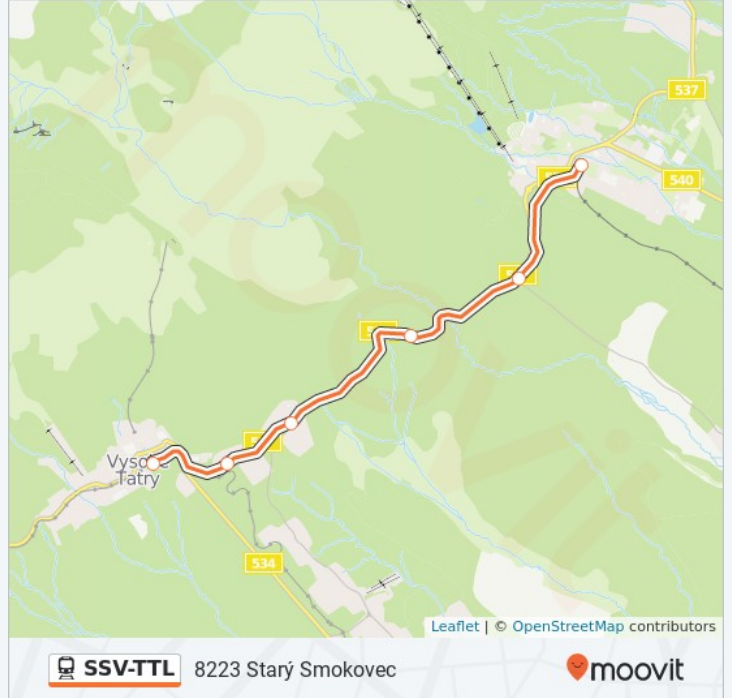 537
540
Vysoké
Tatry
534
Leaflet | © OpenStreetMap contributors
SSV-TTL 8223 Starý Smokovec moovit